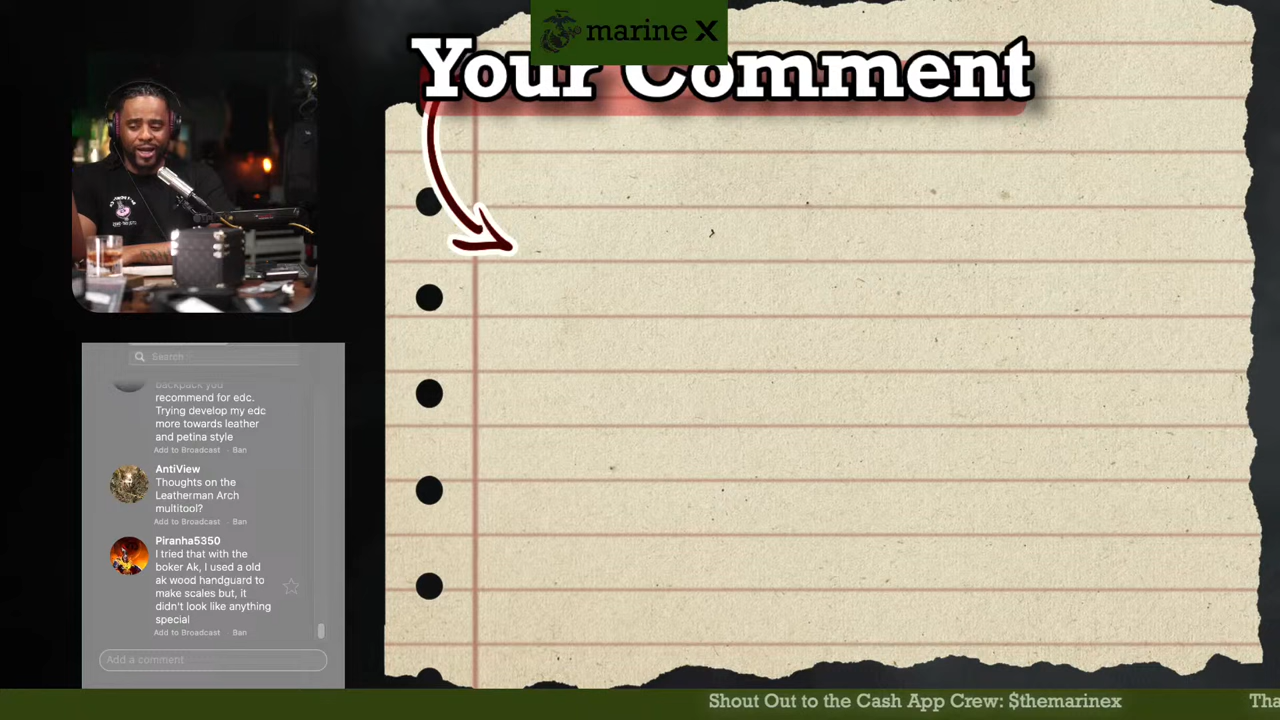 marine X
Your Comment
Search
backpack you
recommend for edc.
Trying develop my edc
more towards leather
and petina style
Add to Broadcast · Ban
AntiView
Thoughts on the
Leatherman Arch
multitool?
Add to Broadcast · Ban
Piranha5350
I tried that with the
boker Ak, I used a old
ak wood handguard to
make scales but, it
didn't look like anything
special
Add to Broadcast · Ban
Add a comment
Shout Out to the Cash App Crew: $themarinex
Tha